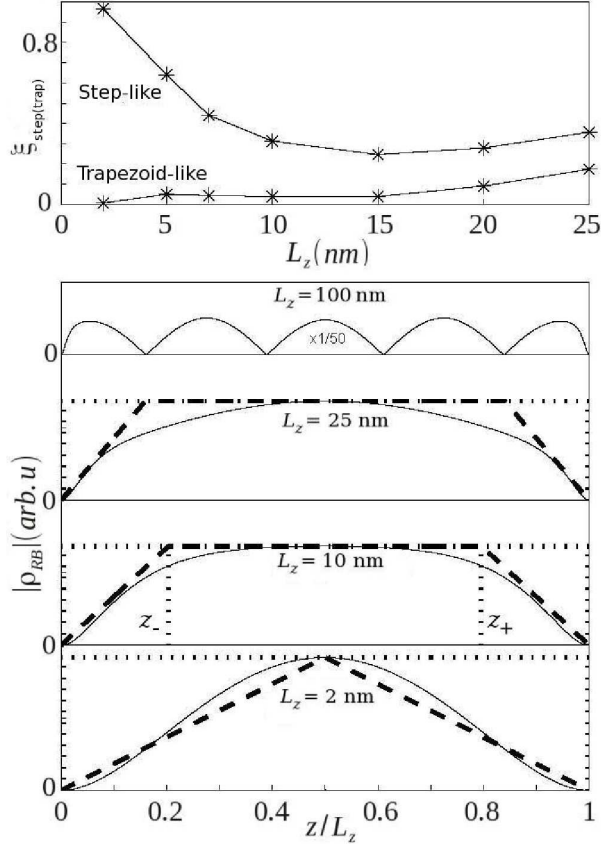 0.8
ξstep(trap)
Step-like
Trapezoid-like
0
0 5 10 15 20 25
Lz(nm)
Lz = 100 nm
x1/50
0
Lz = 25 nm
0
|ρRB|(arb.u)
Lz = 10 nm
z- z+
0
Lz = 2 nm
0
0 0.2 0.4 0.6 0.8 1
z/Lz